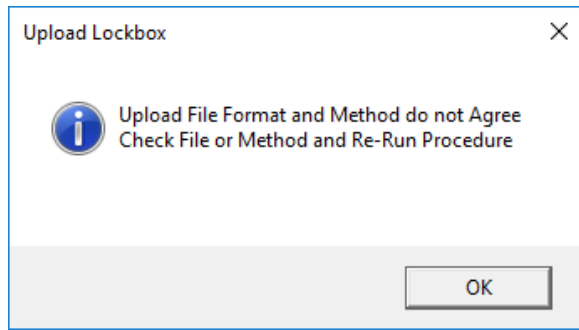 Upload Lockbox
Upload File Format and Method do not Agree
Check File or Method and Re-Run Procedure
OK